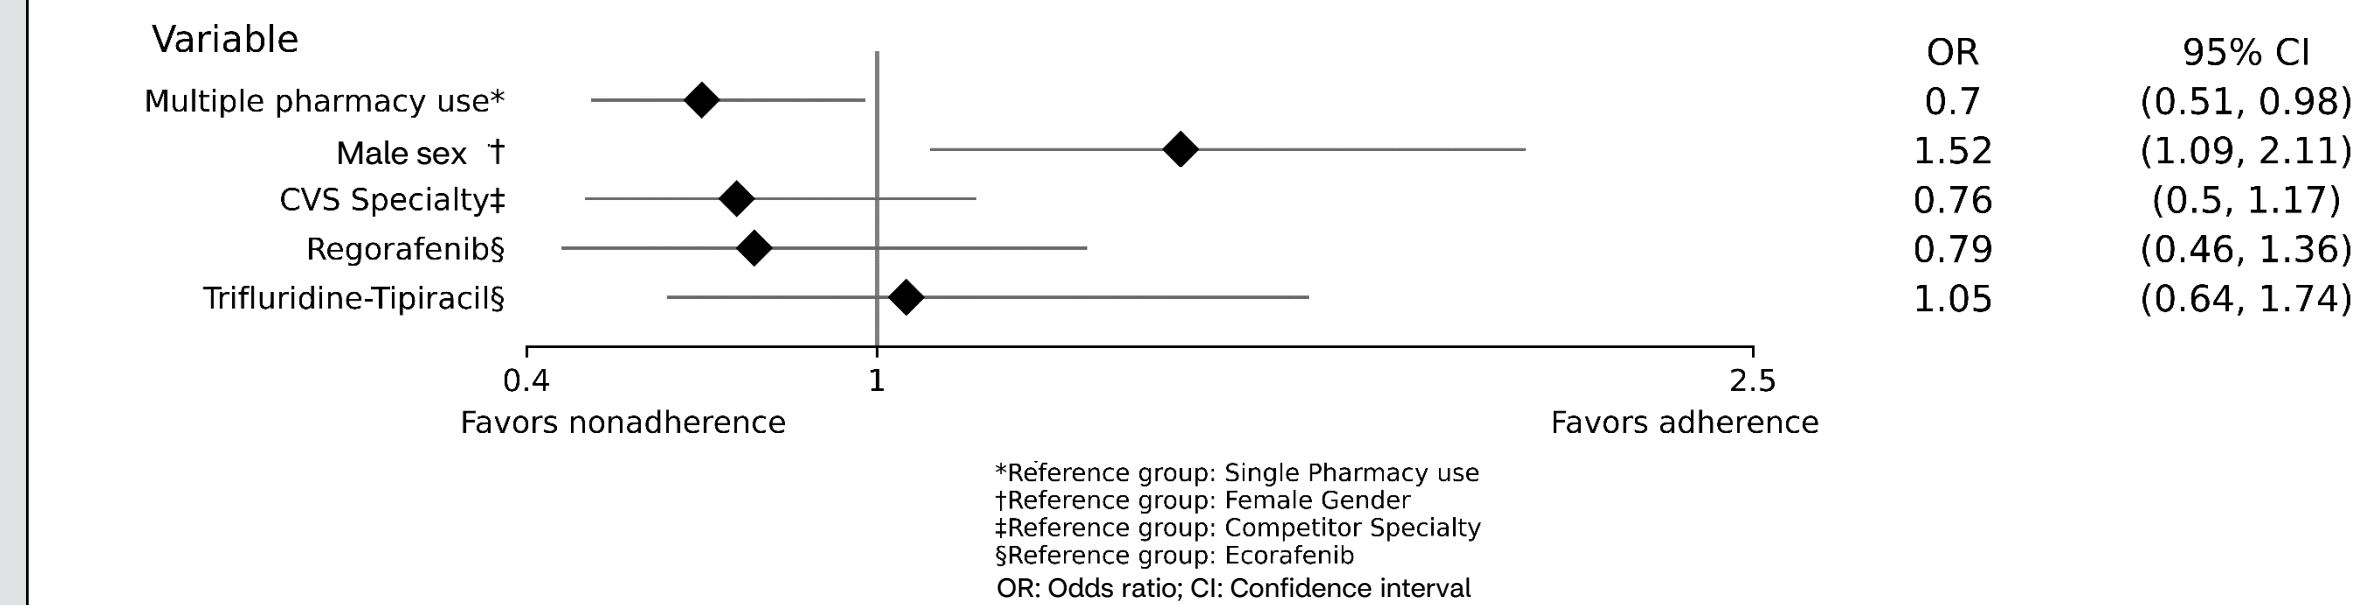 Variable OR 95% CI
Multiple pharmacy use* 0.7 (0.51, 0.98)
Male sex † 1.52 (1.09, 2.11)
CVS Specialty‡ 0.76 (0.5, 1.17)
Regorafenib§ 0.79 (0.46, 1.36)
Trifluridine-Tipiracil§ 1.05 (0.64, 1.74)
0.4 1 2.5
Favors nonadherence Favors adherence
*Reference group: Single Pharmacy use
†Reference group: Female Gender
‡Reference group: Competitor Specialty
§Reference group: Ecorafenib
OR: Odds ratio; CI: Confidence interval